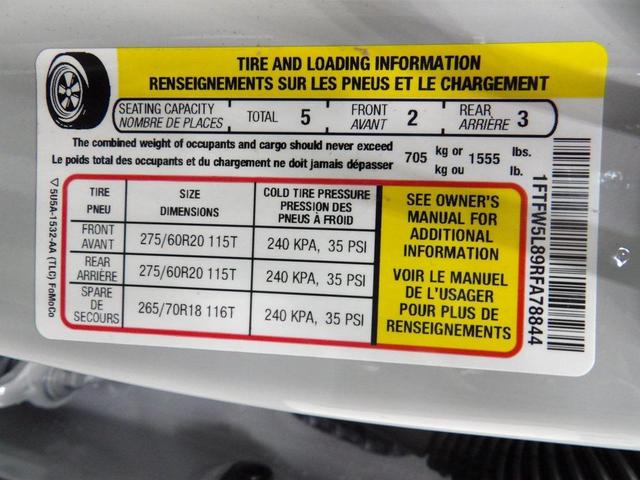 TIRE AND LOADING INFORMATION
RENSEIGNEMENTS SUR LES PNEUS ET LE CHARGEMENT
SEATING CAPACITY TOTAL 5 FRONT 2 REAR 3
NOMBRE DE PLACES AVANT ARRIÈRE
The combined weight of occupants and cargo should never exceed 705 kg or 1555 lbs.
Le poids total des occupants et du chargement ne doit jamais dépasser kg ou lb.
TIRE
PNEU
SIZE
DIMENSIONS
COLD TIRE PRESSURE
PRESSION DES
PNEUS À FROID
FRONT
AVANT
275/60R20 115T
240 KPA, 35 PSI
REAR
ARRIÈRE
275/60R20 115T
240 KPA, 35 PSI
SPARE
DE
SECOURS
265/70R18 116T
240 KPA, 35 PSI
SEE OWNER'S
MANUAL FOR
ADDITIONAL
INFORMATION
VOIR LE MANUEL
DE L'USAGER
POUR PLUS DE
RENSEIGNEMENTS
1FTFW5L89RFA78844
5U5A-1532-AA (TLC) FoMoCo